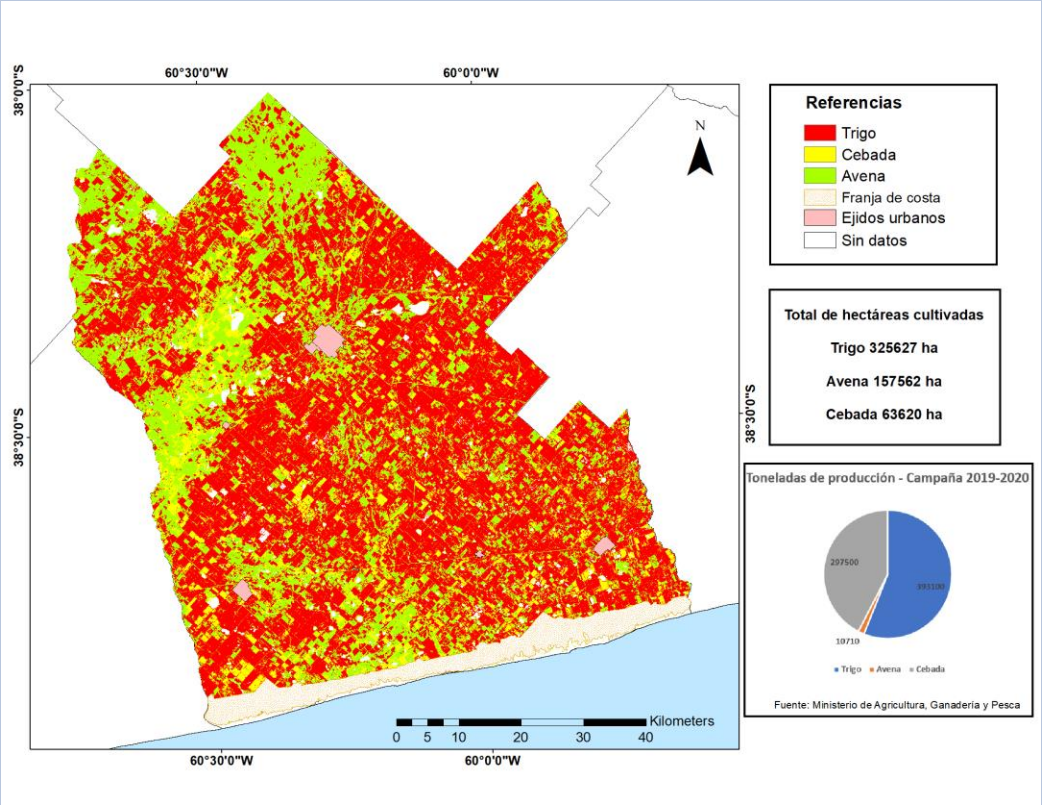 60°30'0"W
60°0'0"W
38°0'0"S
38°30'0"S
38°30'0"S
60°30'0"W
60°0'0"W
N
Kilometers
0 5 10 20 30 40
Referencias
Trigo
Cebada
Avena
Franja de costa
Ejidos urbanos
Sin datos
Total de hectáreas cultivadas
Trigo 325627 ha
Avena 157562 ha
Cebada 63620 ha
Toneladas de producción - Campaña 2019-2020
297500
10710
Trigo Avena Cebada
Fuente: Ministerio de Agricultura, Ganadería y Pesca